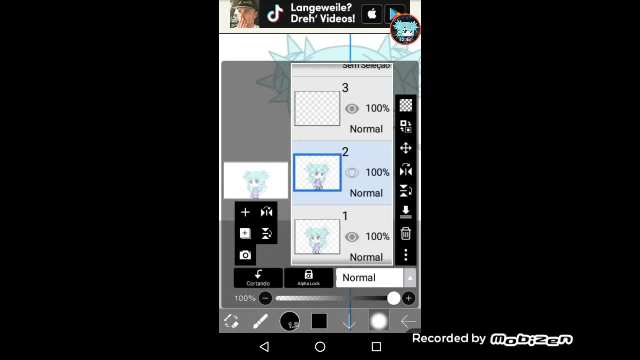 Langeweile?
Dreh' Videos!
Sem Seleção
3
100%
Normal
2
100%
Normal
1
100%
Normal
Cortando
Alpha Lock
Normal
100%
Recorded by Mobizen